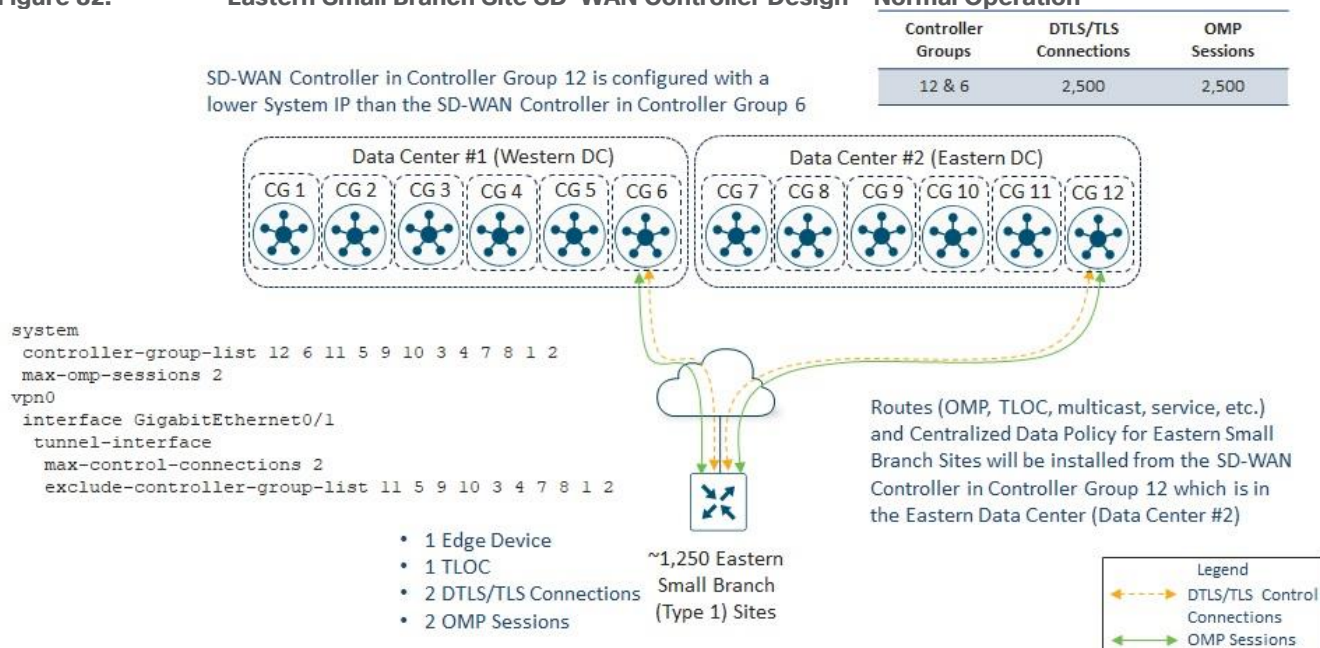 Figure 82. Eastern Small Branch Site SD-WAN Controller Design – Normal Operation
Controller Groups DTLS/TLS Connections OMP Sessions
12 & 6 2,500 2,500
SD-WAN Controller in Controller Group 12 is configured with a
lower System IP than the SD-WAN Controller in Controller Group 6
Data Center #1 (Western DC)
CG 1 CG 2 CG 3 CG 4 CG 5 CG 6
Data Center #2 (Eastern DC)
CG 7 CG 8 CG 9 CG 10 CG 11 CG 12
system
controller-group-list 12 6 11 5 9 10 3 4 7 8 1 2
max-omp-sessions 2
vpn0
interface GigabitEthernet0/1
tunnel-interface
max-control-connections 2
exclude-controller-group-list 11 5 9 10 3 4 7 8 1 2
Routes (OMP, TLOC, multicast, service, etc.)
and Centralized Data Policy for Eastern Small
Branch Sites will be installed from the SD-WAN
Controller in Controller Group 12 which is in
the Eastern Data Center (Data Center #2)
• 1 Edge Device
• 1 TLOC
• 2 DTLS/TLS Connections
• 2 OMP Sessions
~1,250 Eastern
Small Branch
(Type 1) Sites
Legend
DTLS/TLS Control
Connections
OMP Sessions